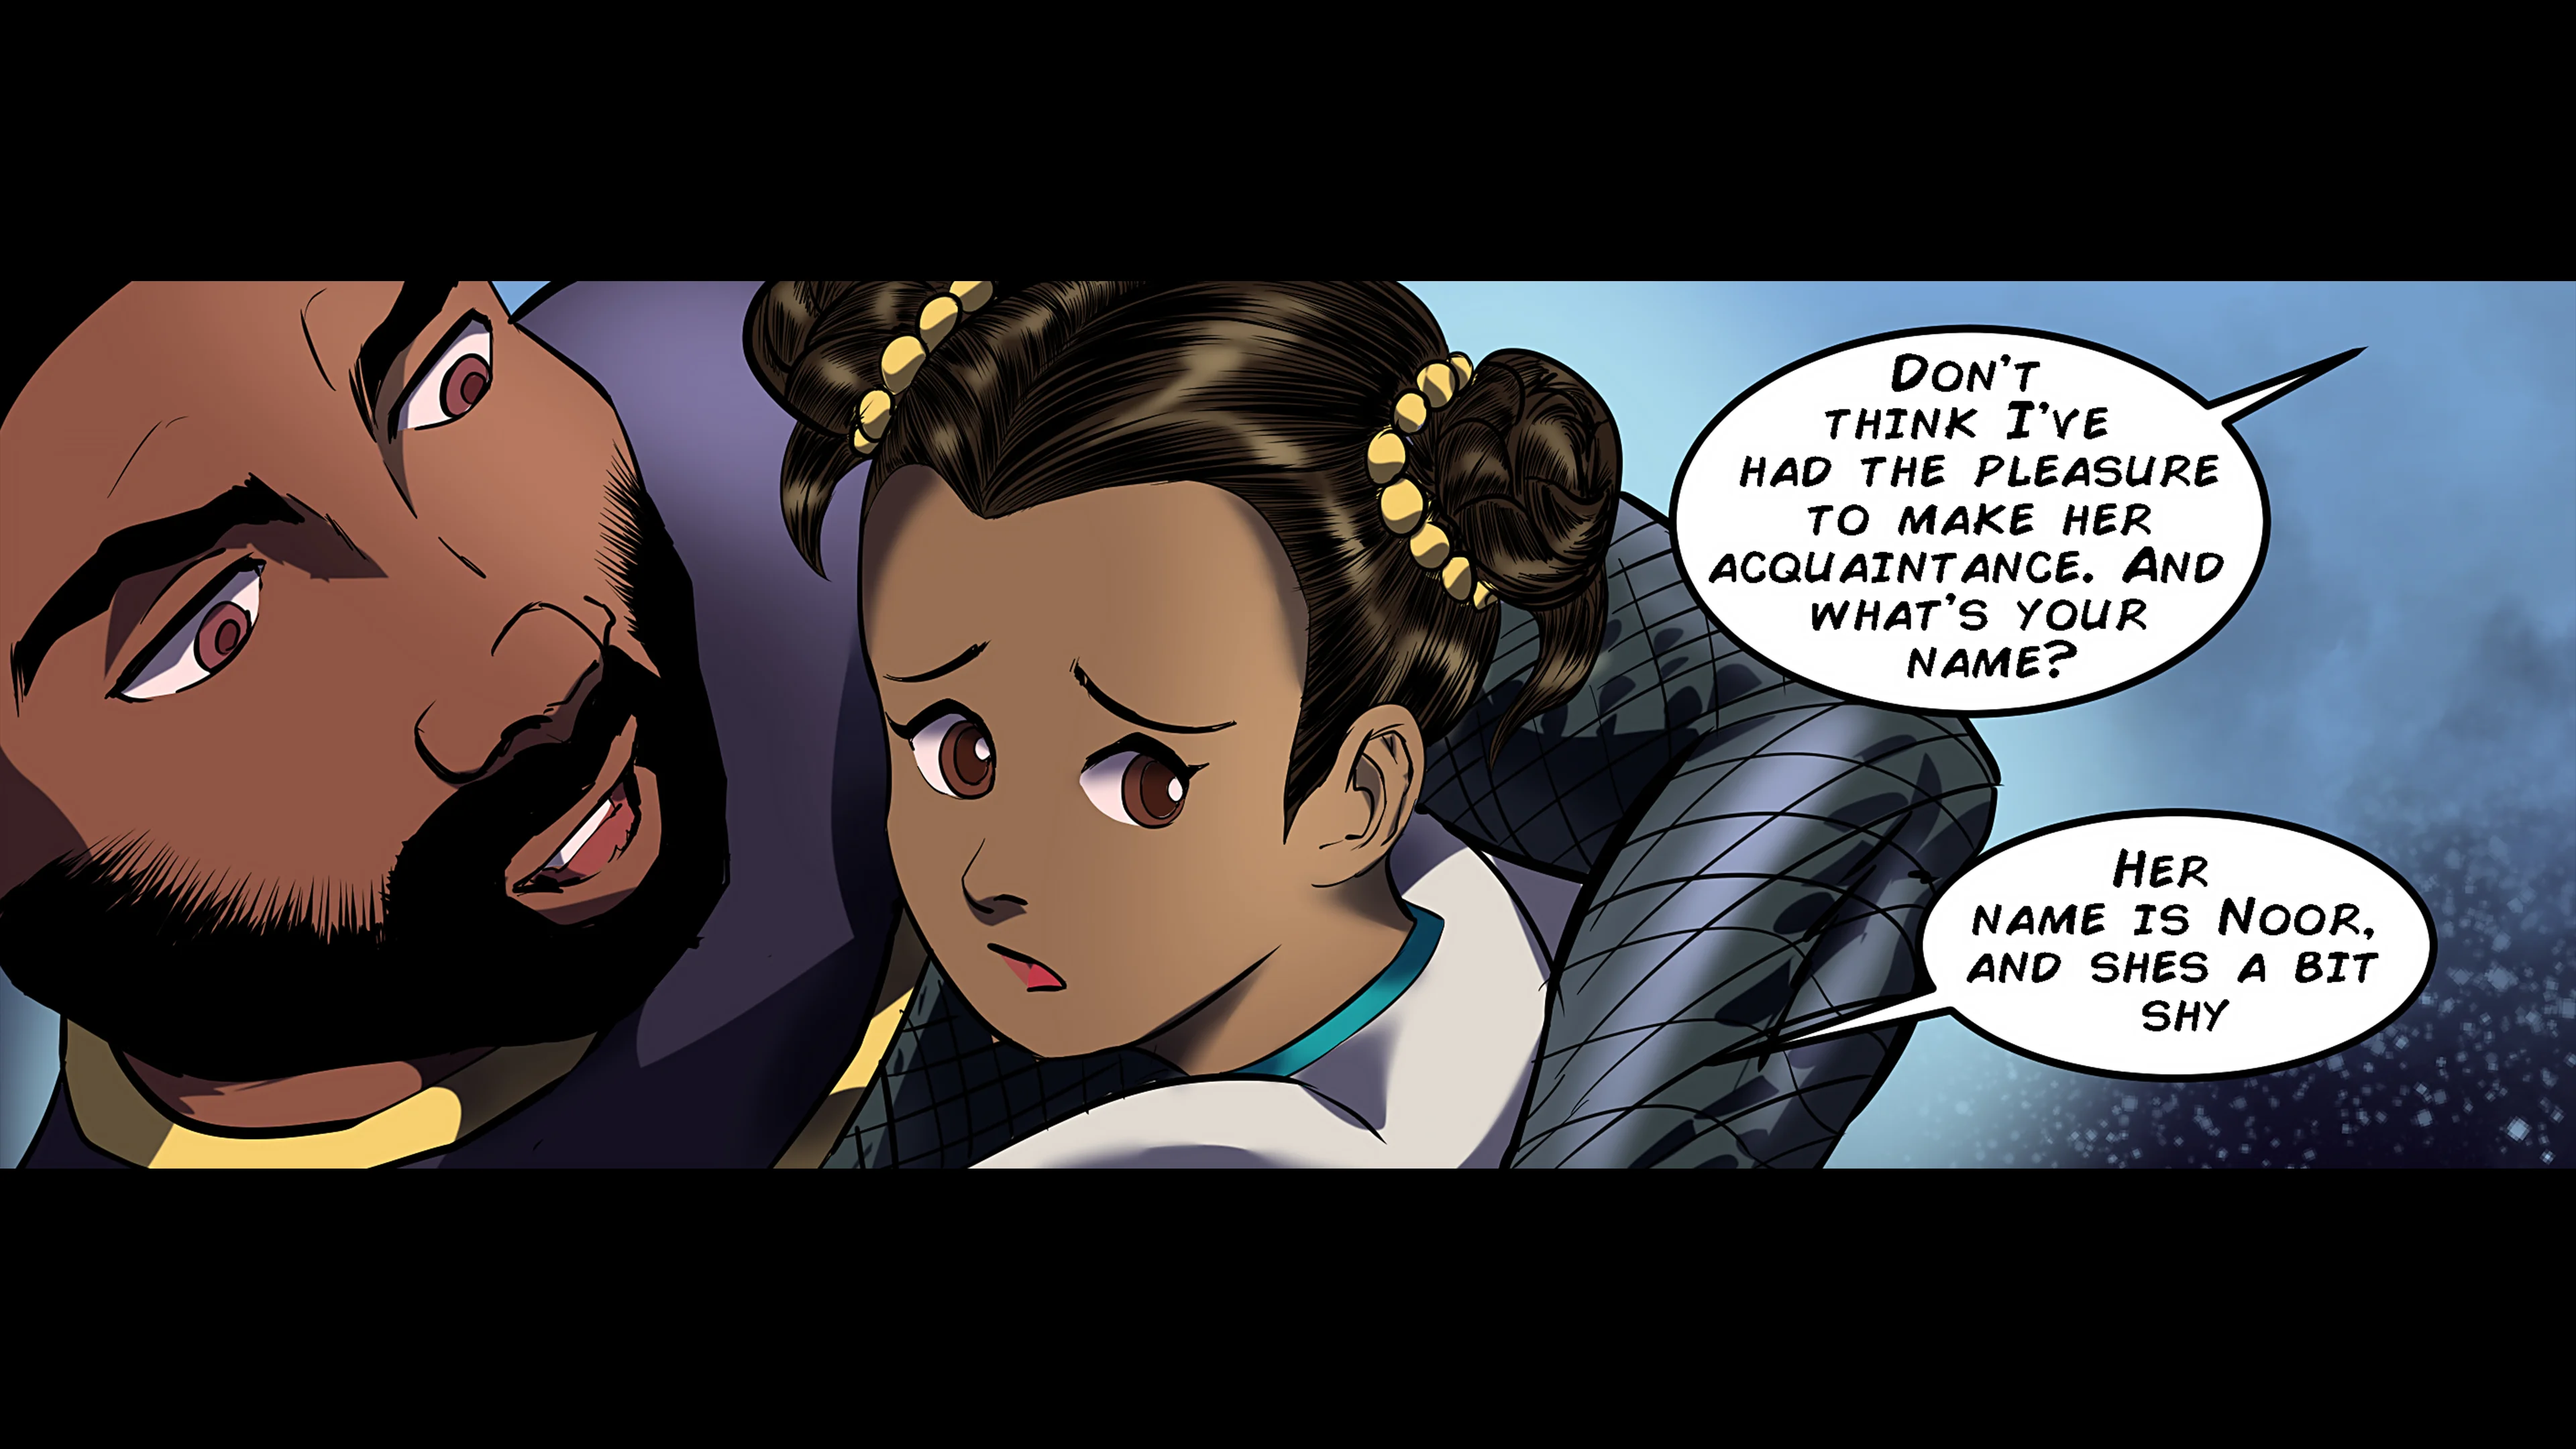 Don't
think I've
had the pleasure
to make her
acquaintance. And
what's your
name?
Her
name is Noor,
and shes a bit
shy